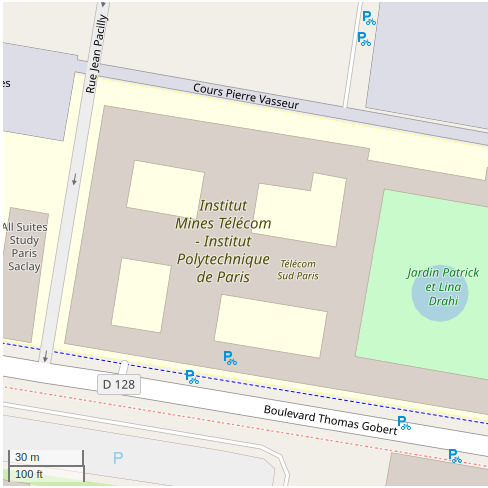 P
P
Rue Jean Pacilly
Cours Pierre Vasseur
es
Institut
Mines Télécom
- Institut
Polytechnique
de Paris
Télécom
Sud Paris
All Suites
Study
Paris
Saclay
Jardin Patrick
et Lina
Drahi
P
P
D 128
Boulevard Thomas Gobert
P
P
P
30 m
100 ft